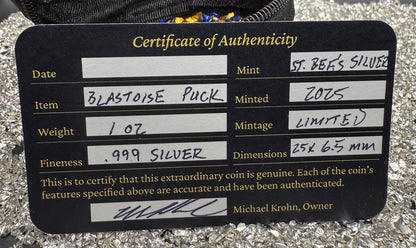 Certificate of Authenticity
Date Mint ST. BEE'S SILVER
Item BLASTOISE PUCK Minted 2025
Weight 1 OZ Mintage LIMITED
Fineness .999 SILVER Dimensions 25 X 6.5 mm
This is to certify that this extraordinary coin is genuine. Each of the coin's
features specified above are accurate and have been authenticated.
Michael Krohn, Owner